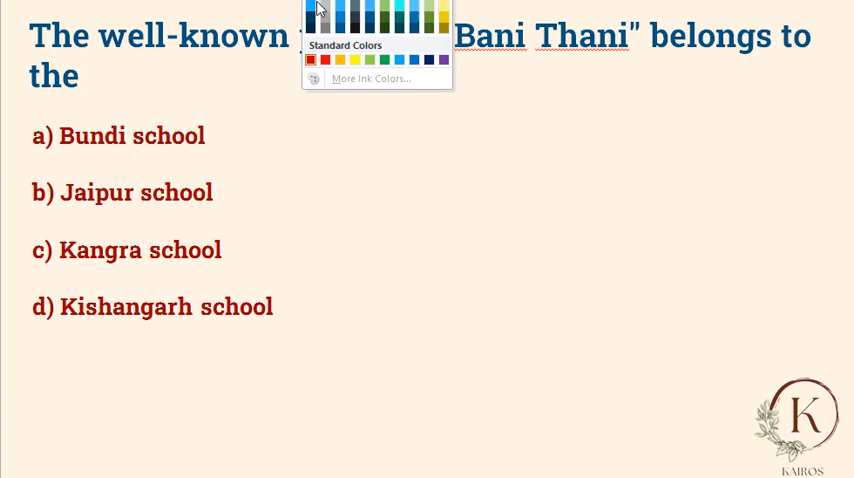 The well-known Bani Thani" belongs to
the
Standard Colors
More Ink Colors...
a) Bundi school
b) Jaipur school
c) Kangra school
d) Kishangarh school
K
KAIROS